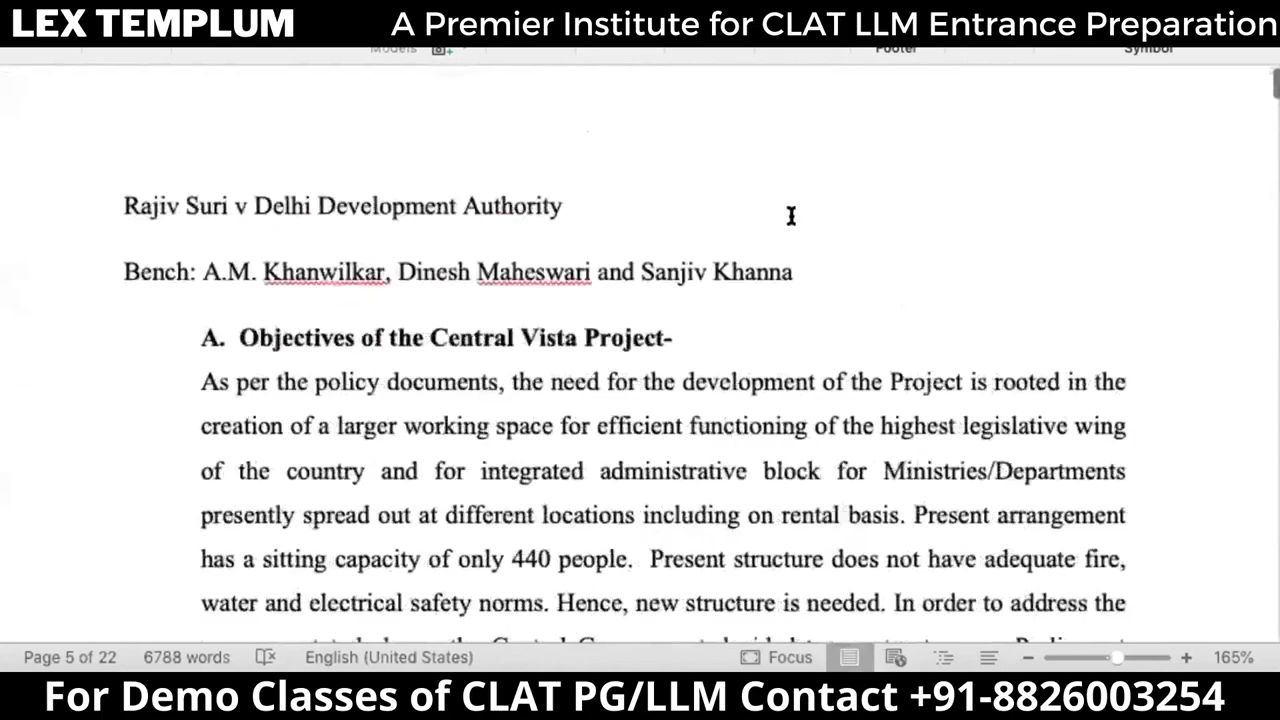 LEX TEMPLUM A Premier Institute for CLAT LLM Entrance Preparation
Models Footer Symbol
Rajiv Suri v Delhi Development Authority
Bench: A.M. Khanwilkar, Dinesh Maheswari and Sanjiv Khanna
A. Objectives of the Central Vista Project-
As per the policy documents, the need for the development of the Project is rooted in the
creation of a larger working space for efficient functioning of the highest legislative wing
of the country and for integrated administrative block for Ministries/Departments
presently spread out at different locations including on rental basis. Present arrangement
has a sitting capacity of only 440 people. Present structure does not have adequate fire,
water and electrical safety norms. Hence, new structure is needed. In order to address the
Page 5 of 22 6788 words English (United States) Focus 165%
For Demo Classes of CLAT PG/LLM Contact +91-8826003254